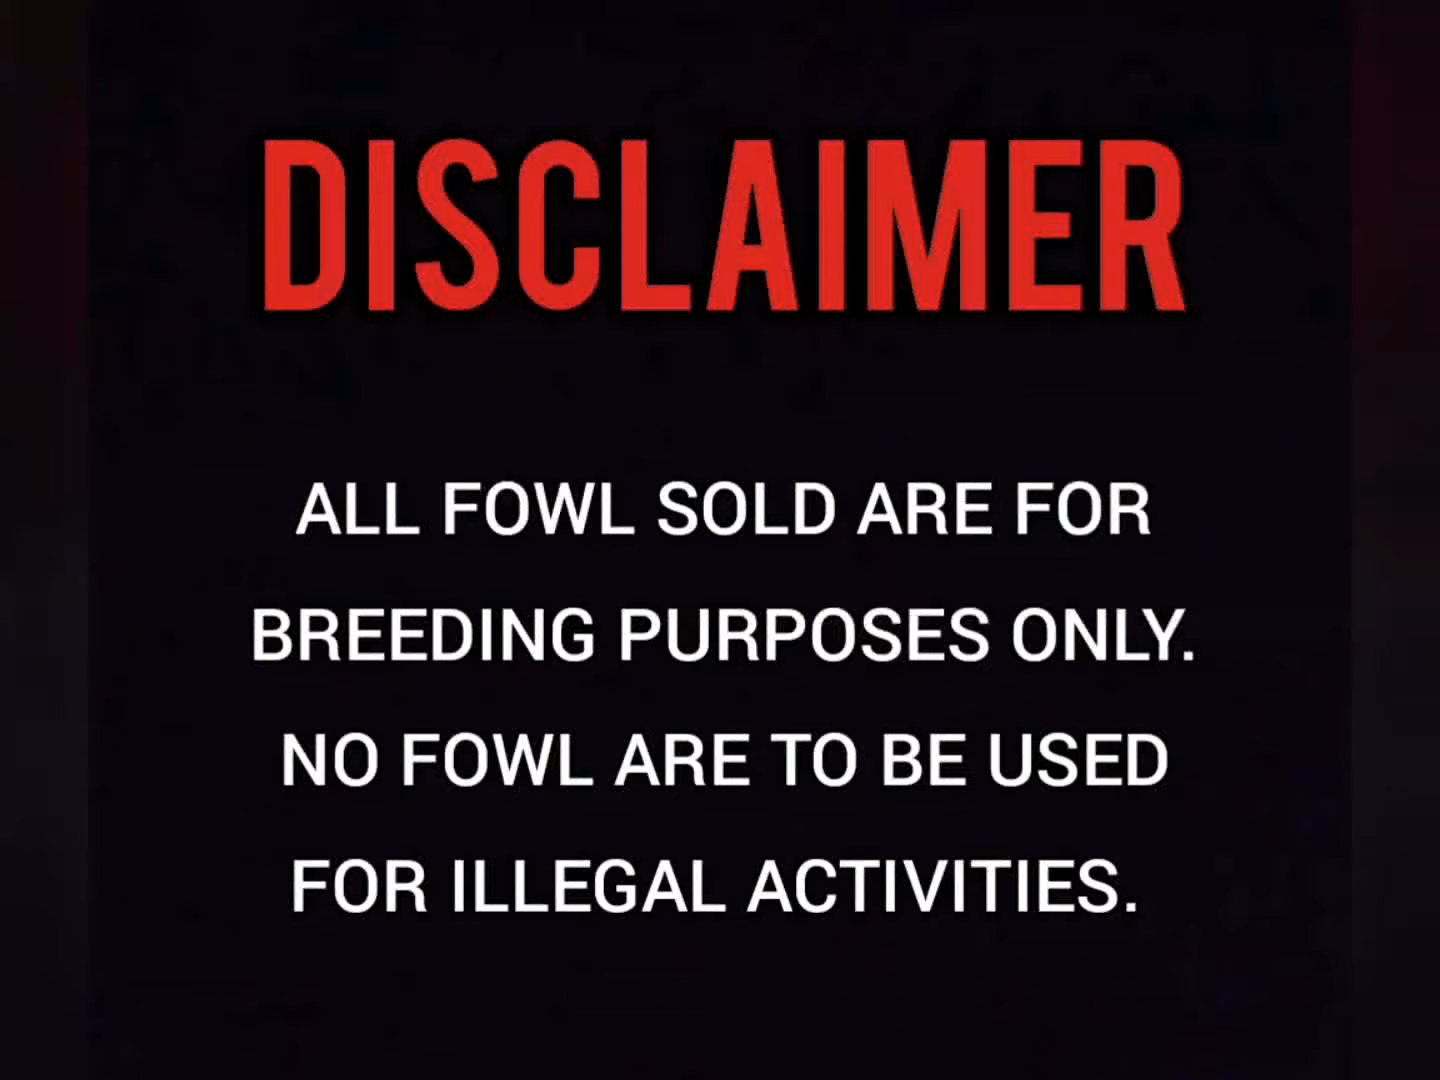 DISCLAIMER
ALL FOWL SOLD ARE FOR
BREEDING PURPOSES ONLY.
NO FOWL ARE TO BE USED
FOR ILLEGAL ACTIVITIES.